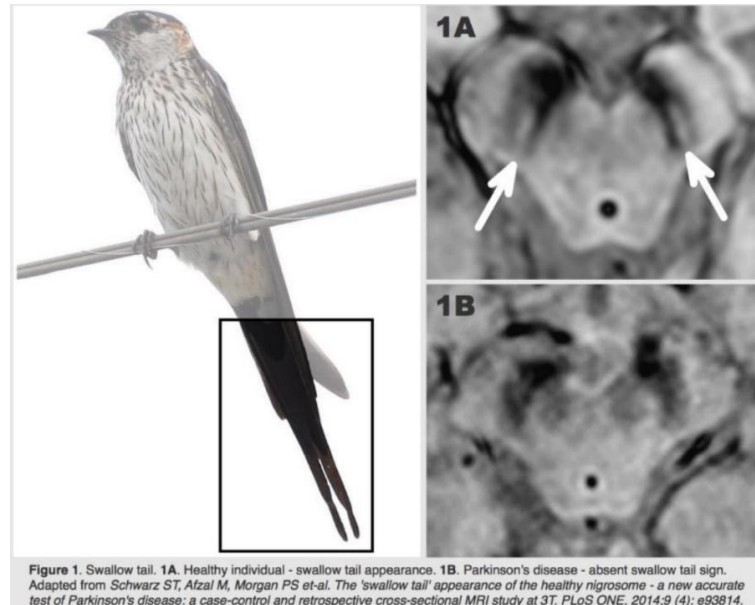 1A
1B
Figure 1. Swallow tail. 1A. Healthy individual - swallow tail appearance. 1B. Parkinson's disease - absent swallow tail sign.
Adapted from Schwarz ST, Afzal M, Morgan PS et-al. The 'swallow tail' appearance of the healthy nigrosome - a new accurate
test of Parkinson's disease: a case-control and retrospective cross-sectional MRI study at 3T. PLoS ONE. 2014;9 (4): e93814.